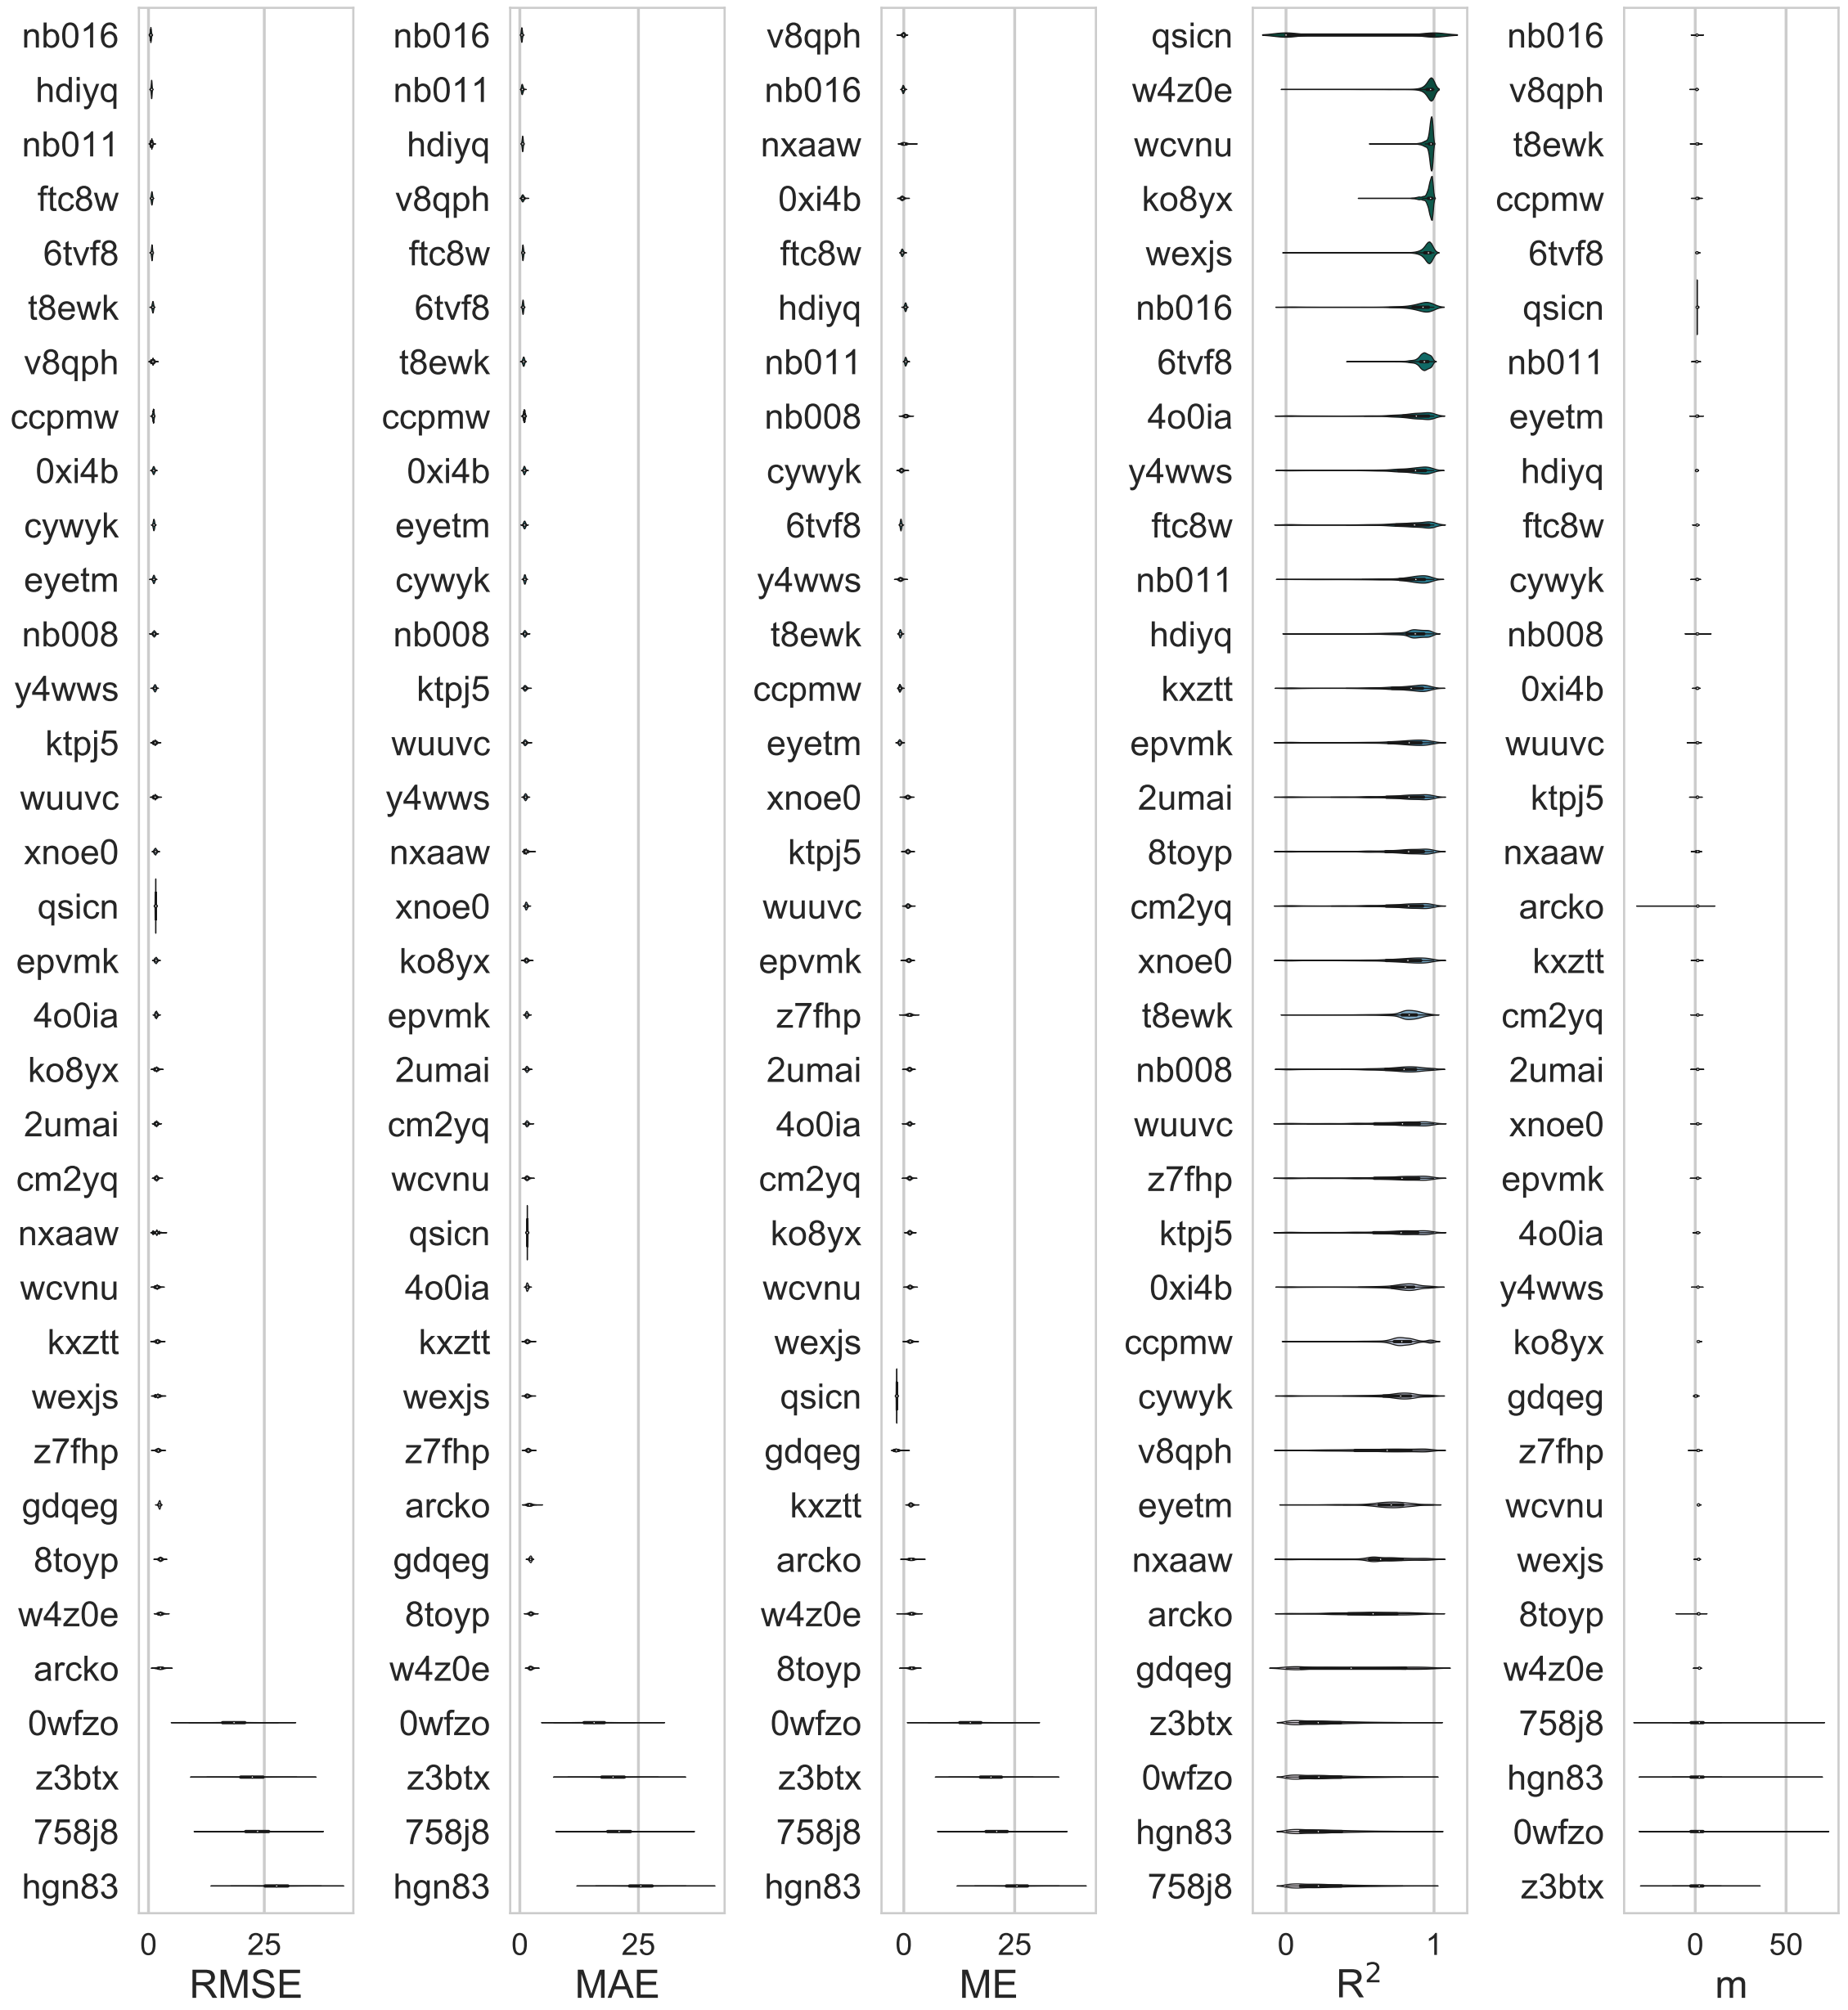 nb016 nb016 v8qph qsicn nb016
hdiyq nb011 nb016 w4z0e v8qph
nb011 hdiyq nxaaw wcvnu t8ewk
ftc8w v8qph 0xi4b ko8yx ccpmw
6tvf8 ftc8w ftc8w wexjs 6tvf8
t8ewk 6tvf8 hdiyq nb016 qsicn
v8qph t8ewk nb011 6tvf8 nb011
ccpmw ccpmw nb008 4o0ia eyetm
0xi4b 0xi4b cywyk y4wws hdiyq
cywyk eyetm 6tvf8 ftc8w ftc8w
eyetm cywyk y4wws nb011 cywyk
nb008 nb008 t8ewk hdiyq nb008
y4wws ktpj5 ccpmw kxztt 0xi4b
ktpj5 wuuvc eyetm epvmk wuuvc
wuuvc y4wws xnoe0 2umai ktpj5
xnoe0 nxaaw ktpj5 8toyp nxaaw
qsicn xnoe0 wuuvc cm2yq arcko
epvmk ko8yx epvmk xnoe0 kxztt
4o0ia epvmk z7fhp t8ewk cm2yq
ko8yx 2umai 2umai nb008 2umai
2umai cm2yq 4o0ia wuuvc xnoe0
cm2yq wcvnu cm2yq z7fhp epvmk
nxaaw qsicn ko8yx ktpj5 4o0ia
wcvnu 4o0ia wcvnu 0xi4b y4wws
kxztt kxztt wexjs ccpmw ko8yx
wexjs wexjs qsicn cywyk gdqeg
z7fhp z7fhp gdqeg v8qph z7fhp
gdqeg arcko kxztt eyetm wcvnu
8toyp gdqeg arcko nxaaw wexjs
w4z0e 8toyp w4z0e arcko 8toyp
arcko w4z0e 8toyp gdqeg w4z0e
0wfzo 0wfzo 0wfzo z3btx 758j8
z3btx z3btx z3btx 0wfzo hgn83
758j8 758j8 758j8 hgn83 0wfzo
hgn83 hgn83 hgn83 758j8 z3btx
0 25 0 25 0 25 0 1 0 50
RMSE MAE ME R² m